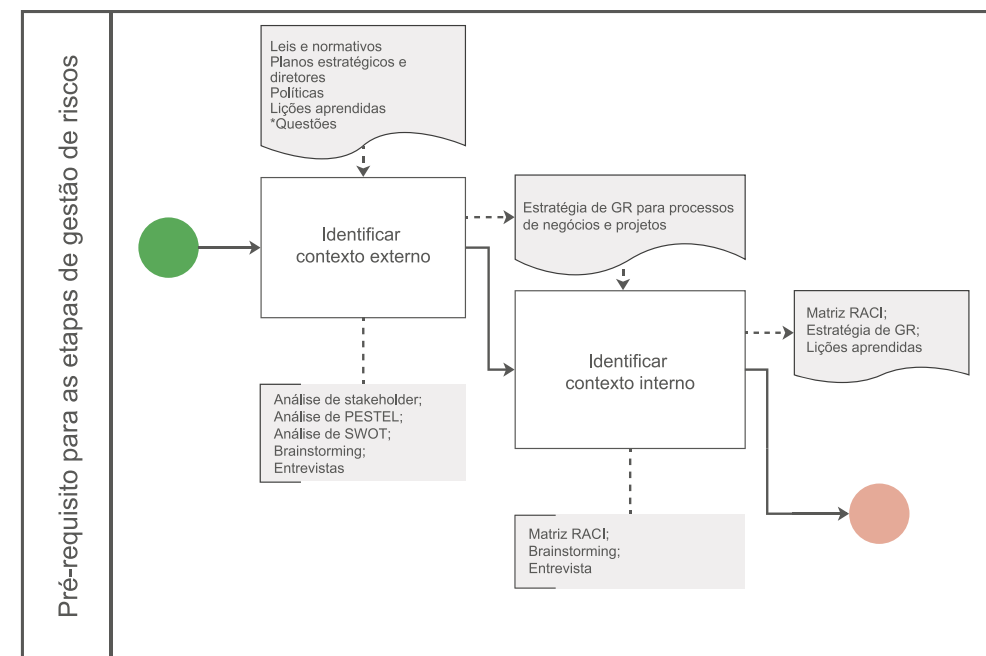 Pré-requisito para as etapas de gestão de riscos
Leis e normativos
Planos estratégicos e
diretores
Políticas
Lições aprendidas
*Questões
Identificar
contexto externo
Análise de stakeholder;
Análise de PESTEL;
Análise de SWOT;
Brainstorming;
Entrevistas
Estratégia de GR para processos
de negócios e projetos
Identificar
contexto interno
Matriz RACI;
Brainstorming;
Entrevista
Matriz RACI;
Estratégia de GR;
Lições aprendidas